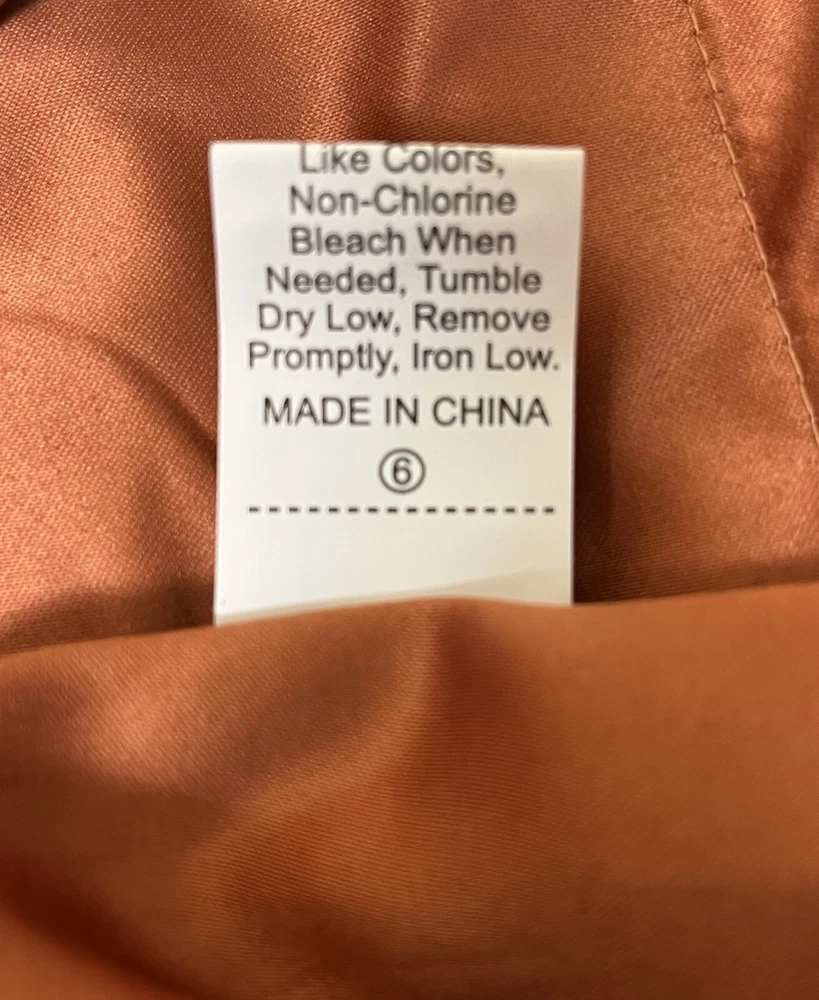 Like Colors,
Non-Chlorine
Bleach When
Needed, Tumble
Dry Low, Remove
Promptly, Iron Low.
MADE IN CHINA
⑥